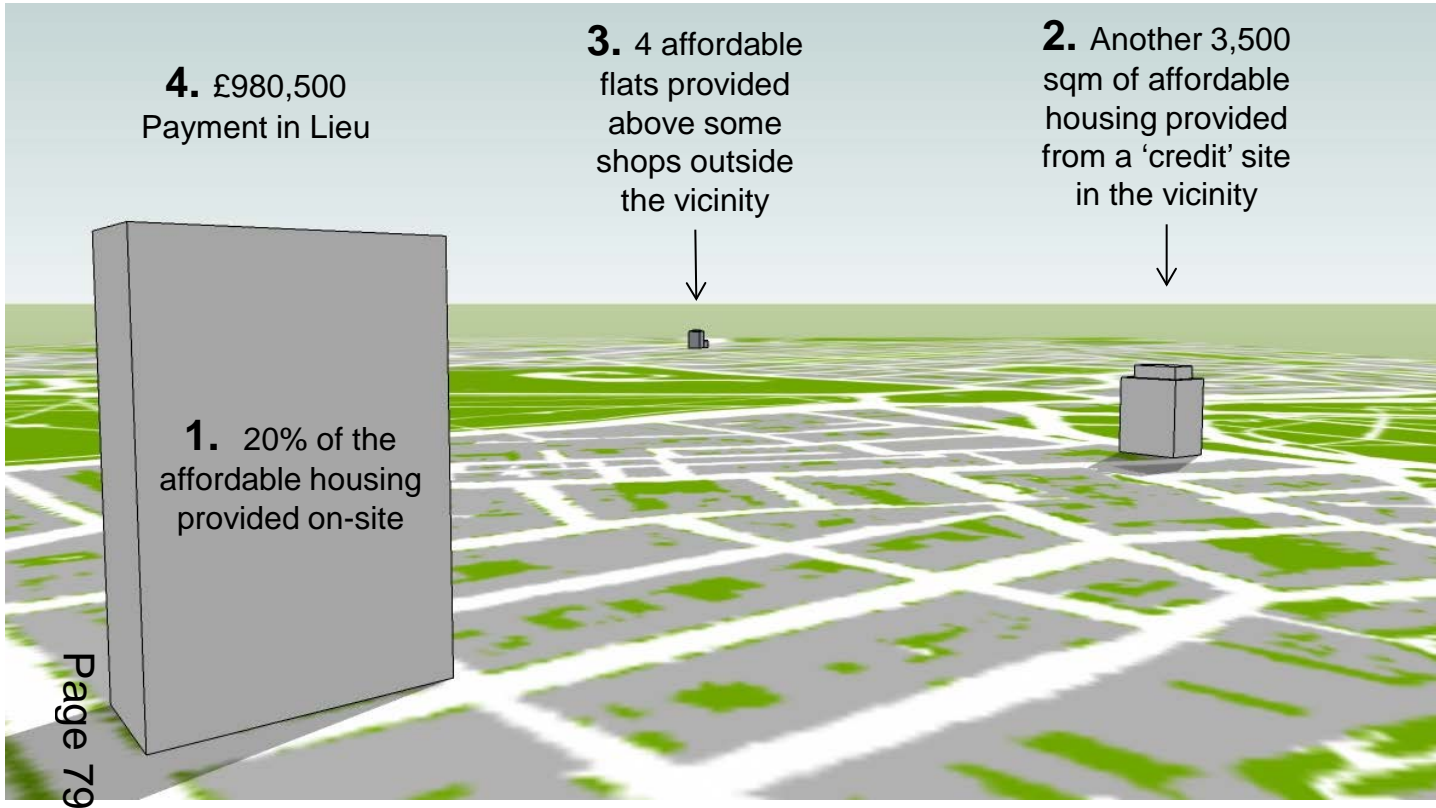 4. £980,500
Payment in Lieu
3. 4 affordable
flats provided
above some
shops outside
the vicinity
2. Another 3,500
sqm of affordable
housing provided
from a ‘credit’ site
in the vicinity
1. 20% of the
affordable housing
provided on-site
Page 79